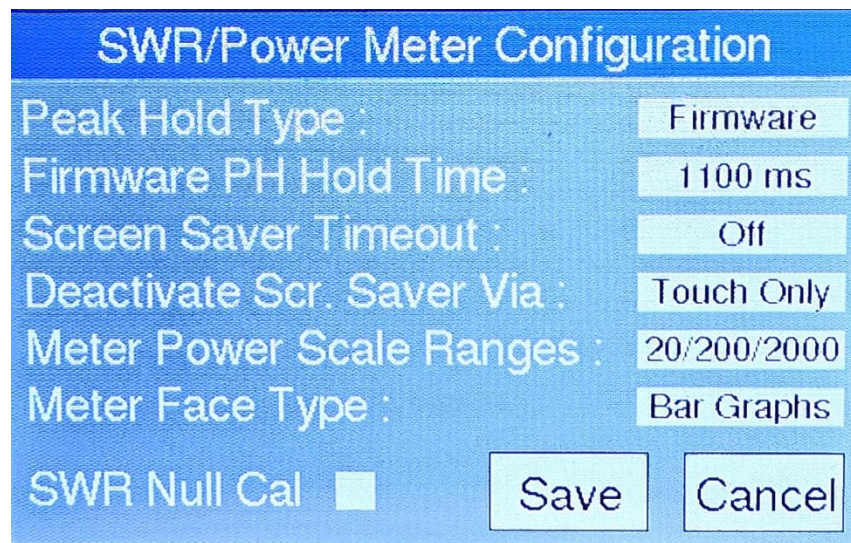 SWR/Power Meter Configuration
Peak Hold Type : Firmware
Firmware PH Hold Time : 1100 ms
Screen Saver Timeout : Off
Deactivate Scr. Saver Via : Touch Only
Meter Power Scale Ranges : 20/200/2000
Meter Face Type : Bar Graphs
SWR Null Cal Save Cancel